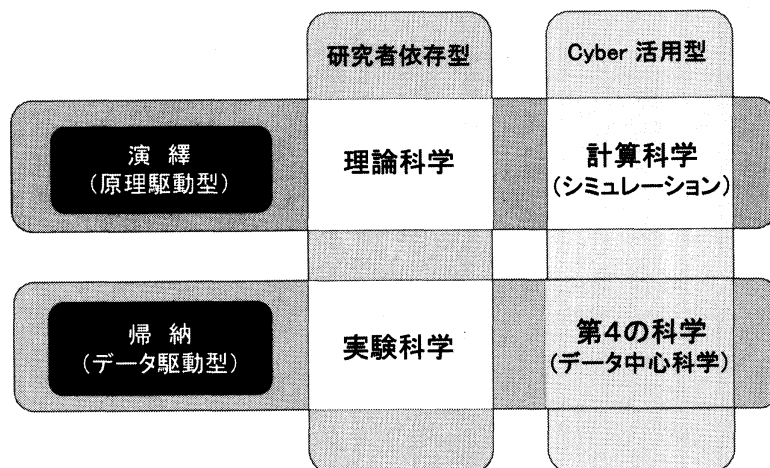 研究者依存型
Cyber 活用型
演 繹
(原理駆動型)
理論科学
計算科学
(シミュレーション)
帰 納
(データ駆動型)
実験科学
第4の科学
(データ中心科学)